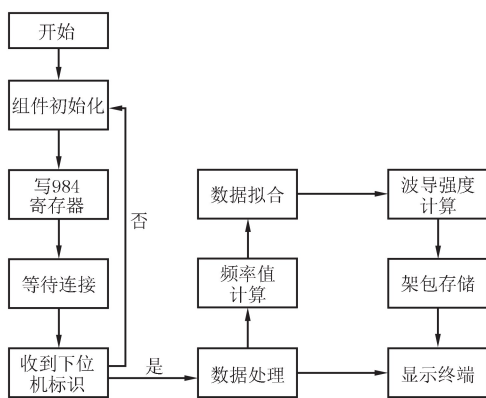 开始
组件初始化
写984
寄存器
等待连接
收到下位
机标识
否
是
数据拟合
频率值
计算
数据处理
波导强度
计算
架包存储
显示终端